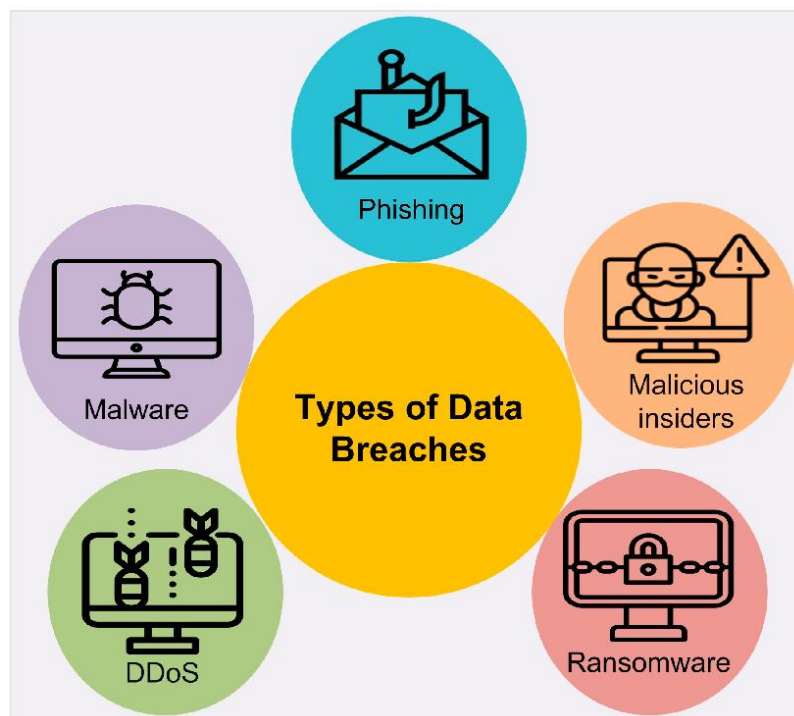 Phishing
Malware
Malicious
insiders
Types of Data
Breaches
DDoS
Ransomware